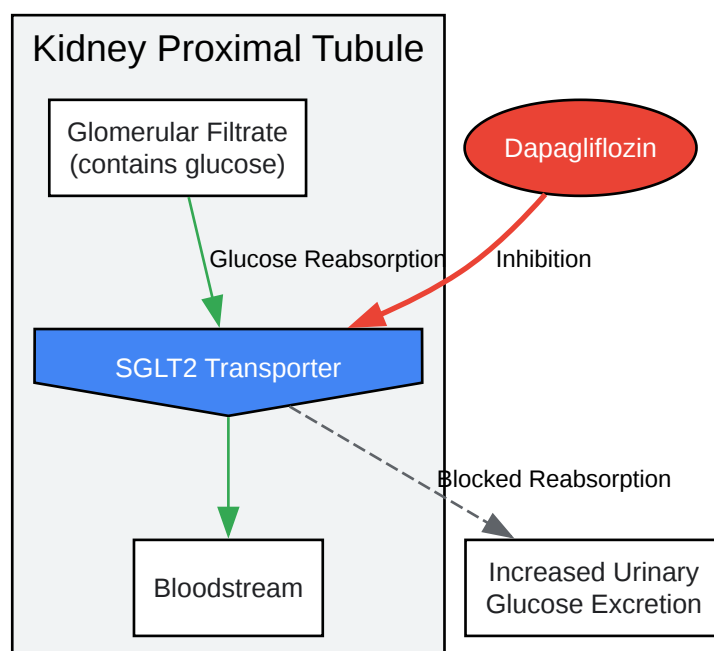 Kidney Proximal Tubule
Glomerular Filtrate
(contains glucose)
Dapagliflozin
Glucose Reabsorption
Inhibition
SGLT2 Transporter
Blocked Reabsorption
Bloodstream
Increased Urinary
Glucose Excretion